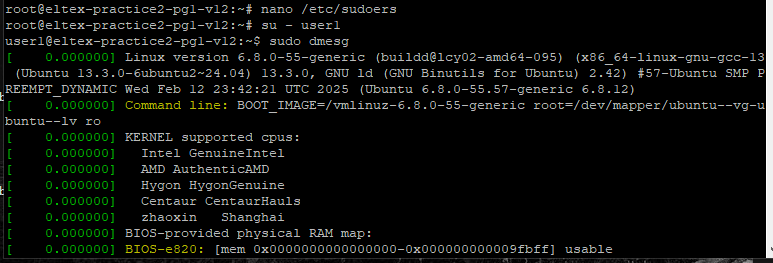 root@eltex-practice2-pg1-v12:~# nano /etc/sudoers
root@eltex-practice2-pg1-v12:~# su - user1
user1@eltex-practice2-pg1-v12:~$ sudo dmesg
[    0.000000] Linux version 6.8.0-55-generic (buildd@lcy02-amd64-095) (x86_64-linux-gnu-gcc-13
 (Ubuntu 13.3.0-6ubuntu2~24.04) 13.3.0, GNU ld (GNU Binutils for Ubuntu) 2.42) #57-Ubuntu SMP P
REEMPT_DYNAMIC Wed Feb 12 23:42:21 UTC 2025 (Ubuntu 6.8.0-55.57-generic 6.8.12)
[    0.000000] Command line: BOOT_IMAGE=/vmlinuz-6.8.0-55-generic root=/dev/mapper/ubuntu--vg-u
buntu--lv ro
[    0.000000] KERNEL supported cpus:
[    0.000000]   Intel GenuineIntel
[    0.000000]   AMD AuthenticAMD
[    0.000000]   Hygon HygonGenuine
[    0.000000]   Centaur CentaurHauls
[    0.000000]   zhaoxin   Shanghai
[    0.000000] BIOS-provided physical RAM map:
[    0.000000] BIOS-e820: [mem 0x0000000000000000-0x000000000009fbff] usable